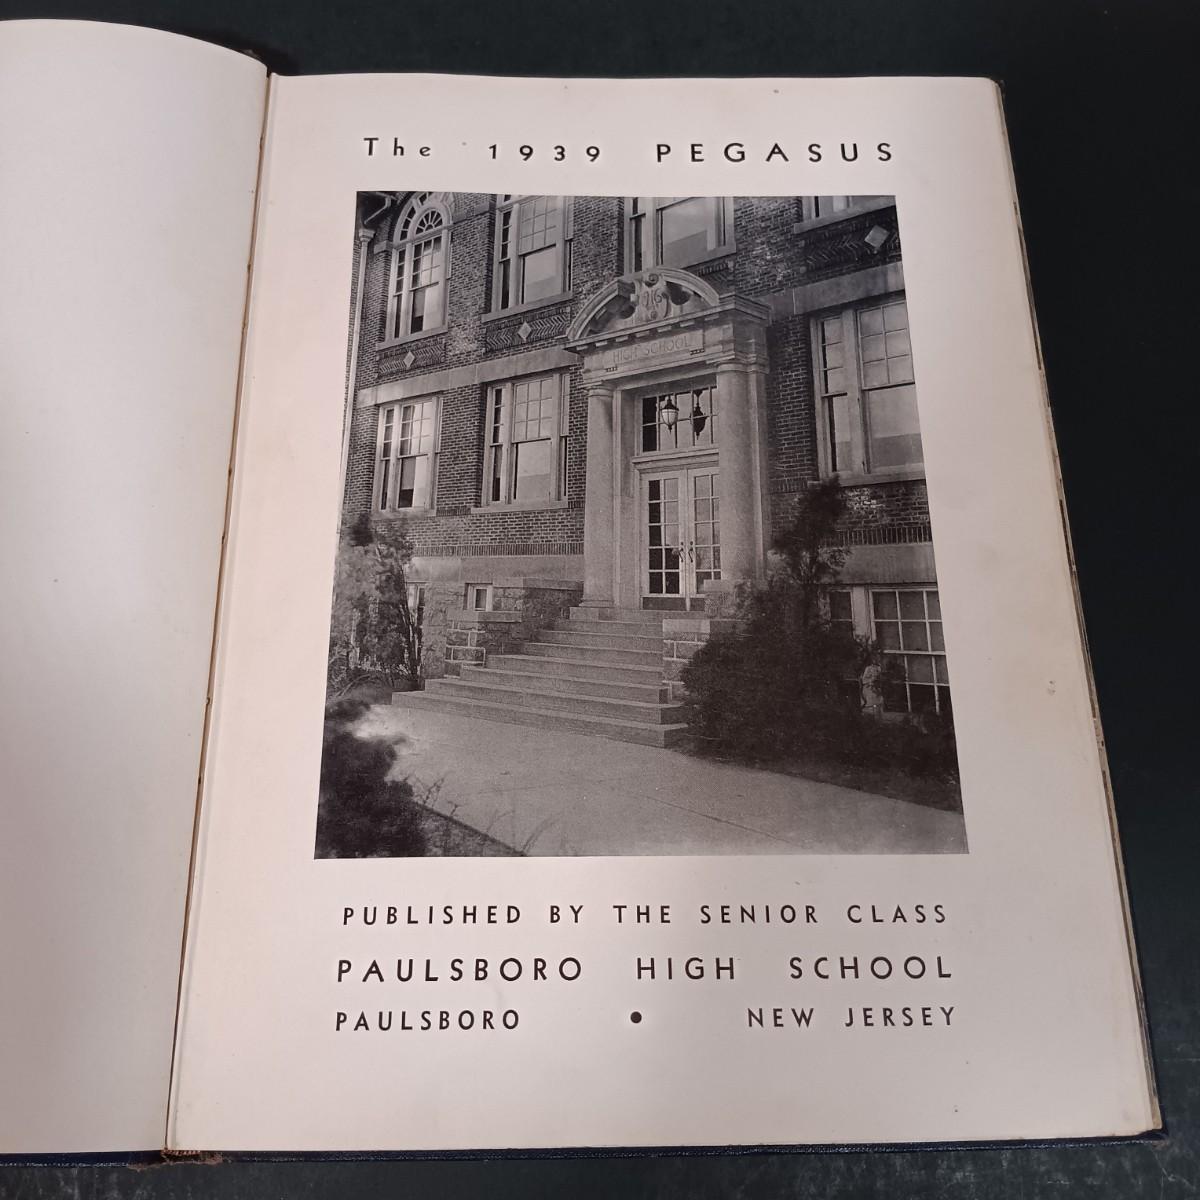 The 1939 PEGASUS
HIGH SCHOOL
PUBLISHED BY THE SENIOR CLASS
PAULSBORO HIGH SCHOOL
PAULSBORO • NEW JERSEY